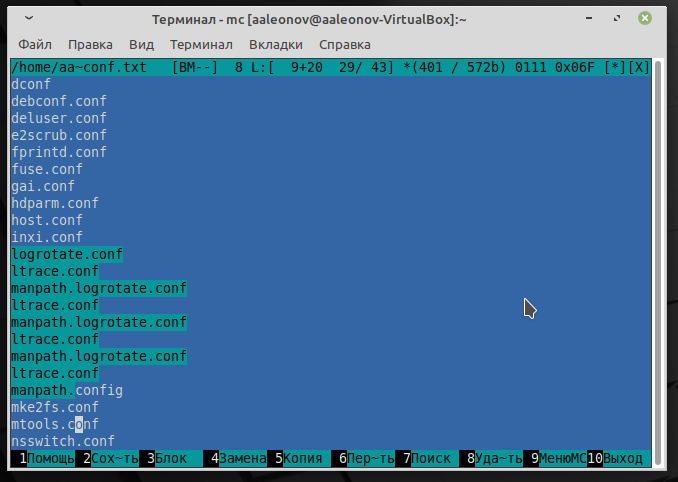 Терминал - mc [aaleonov@aaleonov-VirtualBox]:~
Файл Правка Вид Терминал Вкладки Справка
/home/aa~conf.txt [BM--] 8 L:[ 9+20 29/ 43] *(401 / 572b) 0111 0x06F [*][X]
dconf
debconf.conf
deluser.conf
e2scrub.conf
fprintd.conf
fuse.conf
gai.conf
hdparm.conf
host.conf
inxi.conf
logrotate.conf
ltrace.conf
manpath.logrotate.conf
ltrace.conf
manpath.logrotate.conf
ltrace.conf
manpath.logrotate.conf
ltrace.conf
manpath.config
mke2fs.conf
mtools.conf
nsswitch.conf
1Помощь 2Сох~ть 3Блок 4Замена 5Копия 6Пер~ть 7Поиск 8Уда~ть 9МенюMC 10Выход